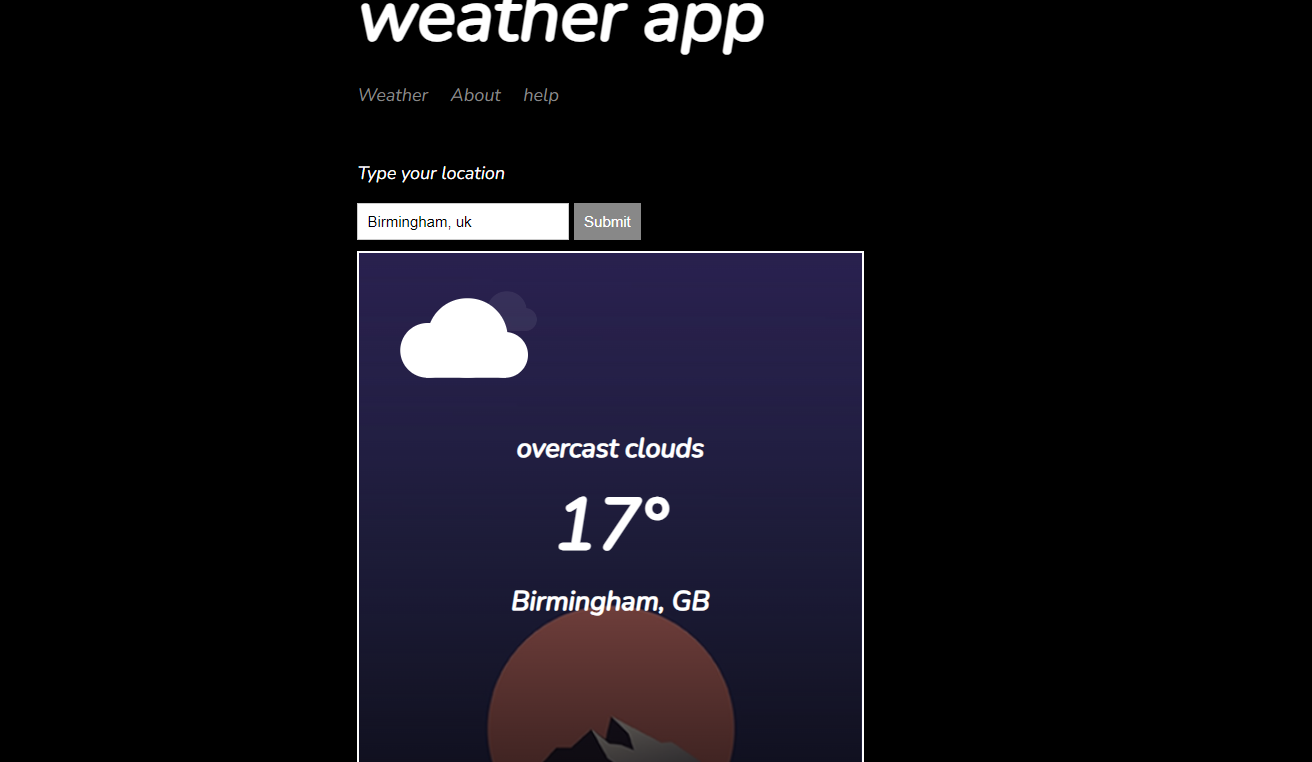 weather app
Weather About help
Type your location
Birmingham, uk Submit
overcast clouds
17°
Birmingham, GB